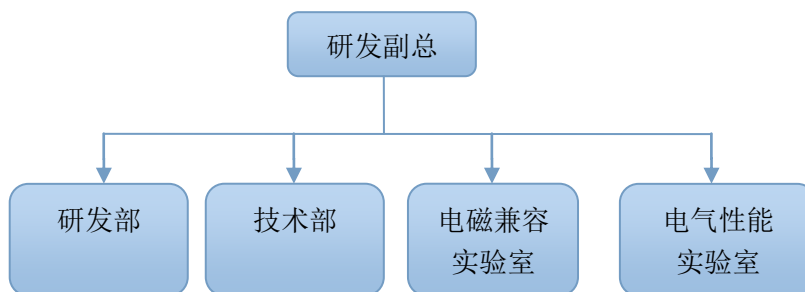 研发副总
研发部
技术部
电磁兼容
实验室
电气性能
实验室